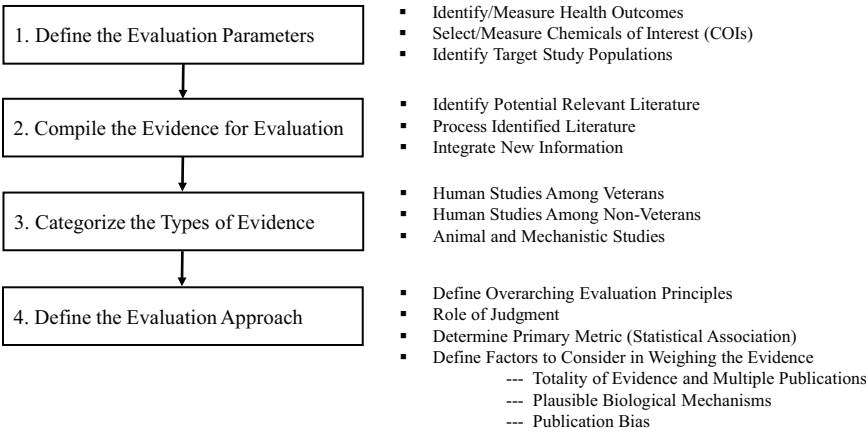 1. Define the Evaluation Parameters
▪ Identify/Measure Health Outcomes
▪ Select/Measure Chemicals of Interest (COIs)
▪ Identify Target Study Populations
2. Compile the Evidence for Evaluation
▪ Identify Potential Relevant Literature
▪ Process Identified Literature
▪ Integrate New Information
3. Categorize the Types of Evidence
▪ Human Studies Among Veterans
▪ Human Studies Among Non-Veterans
▪ Animal and Mechanistic Studies
4. Define the Evaluation Approach
▪ Define Overarching Evaluation Principles
▪ Role of Judgment
▪ Determine Primary Metric (Statistical Association)
▪ Define Factors to Consider in Weighing the Evidence
--- Totality of Evidence and Multiple Publications
--- Plausible Biological Mechanisms
--- Publication Bias